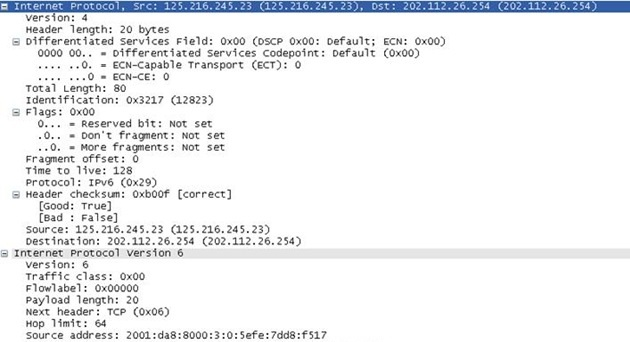 Internet Protocol, Src: 125.216.245.23 (125.216.245.23), Dst: 202.112.26.254 (202.112.26.254)
Version: 4
Header length: 20 bytes
Differentiated Services Field: 0x00 (DSCP 0x00: Default; ECN: 0x00)
0000 00.. = Differentiated Services Codepoint: Default (0x00)
.... ..0. = ECN-Capable Transport (ECT): 0
.... ...0 = ECN-CE: 0
Total Length: 80
Identification: 0x3217 (12823)
Flags: 0x00
0... = Reserved bit: Not set
.0.. = Don't fragment: Not set
..0. = More fragments: Not set
Fragment offset: 0
Time to live: 128
Protocol: IPv6 (0x29)
Header checksum: 0xb00f [correct]
[Good: True]
[Bad : False]
Source: 125.216.245.23 (125.216.245.23)
Destination: 202.112.26.254 (202.112.26.254)
Internet Protocol Version 6
Version: 6
Traffic class: 0x00
Flowlabel: 0x00000
Payload length: 20
Next header: TCP (0x06)
Hop limit: 64
Source address: 2001:da8:8000:3:0:5efe:7dd8:f517